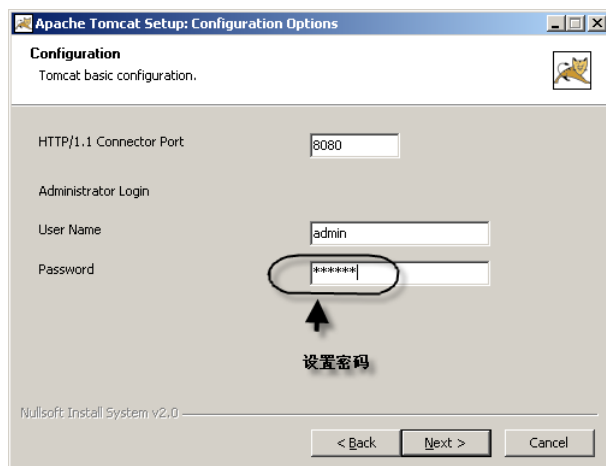 Apache Tomcat Setup: Configuration Options
Configuration
Tomcat basic configuration.
HTTP/1.1 Connector Port
8080
Administrator Login
User Name
admin
Password
******
设置密码
Nullsoft Install System v2.0
< Back
Next >
Cancel